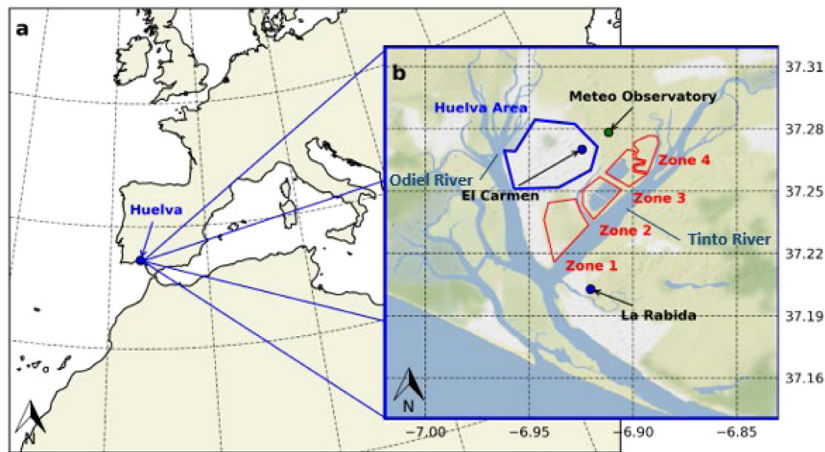 a
Huelva
N
b
Huelva Area
Meteo Observatory
Odiel River
El Carmen
Zone 4
Zone 3
Zone 2
Tinto River
Zone 1
La Rabida
N
37.31
37.28
37.25
37.22
37.19
37.16
−7.00
−6.95
−6.90
−6.85